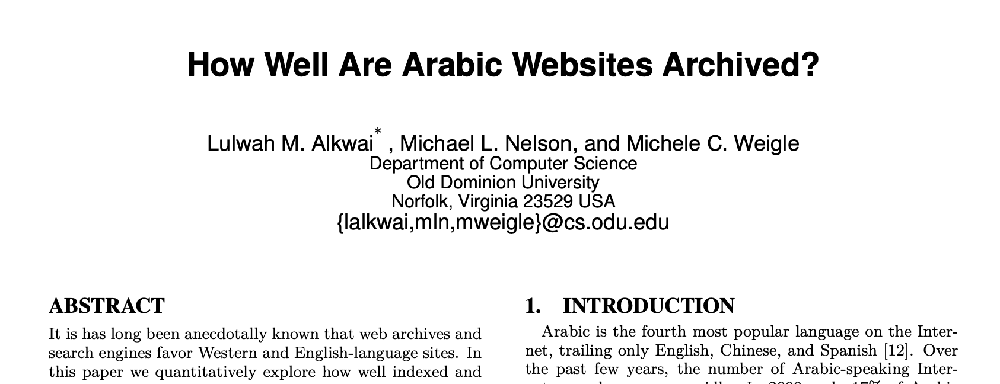 How Well Are Arabic Websites Archived?
Lulwah M. Alkwai* , Michael L. Nelson, and Michele C. Weigle
Department of Computer Science
Old Dominion University
Norfolk, Virginia 23529 USA
{lalkwai,mln,mweigle}@cs.odu.edu
ABSTRACT
It is has long been anecdotally known that web archives and
search engines favor Western and English-language sites. In
this paper we quantitatively explore how well indexed and
1. INTRODUCTION
Arabic is the fourth most popular language on the Inter-
net, trailing only English, Chinese, and Spanish [12]. Over
the past few years, the number of Arabic-speaking Inter-